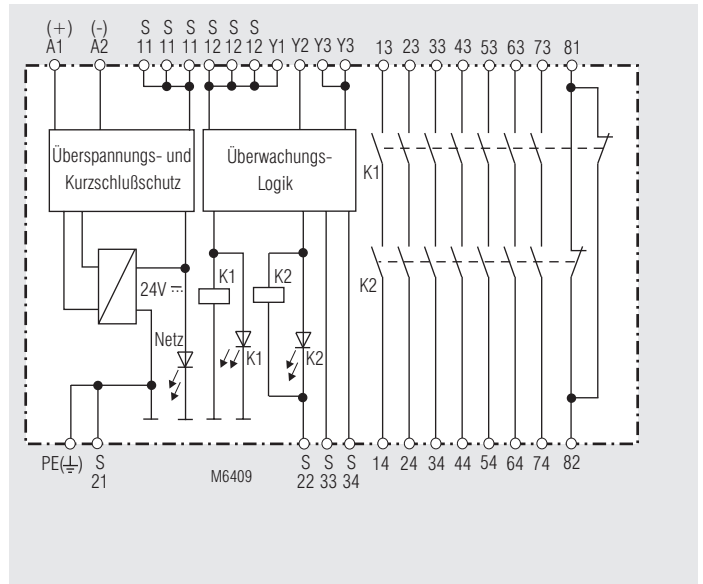 (+) (-) S S S S S S
A1 A2 11 11 11 12 12 12 Y1 Y2 Y3 Y3 13 23 33 43 53 63 73 81
Überspannungs- und
Kurzschlußschutz
Überwachungs-
Logik
K1
K1 K2 K2
24V
Netz
K1 K2
PE( ) S S S S 14 24 34 44 54 64 74 82
21 M6409 22 33 34